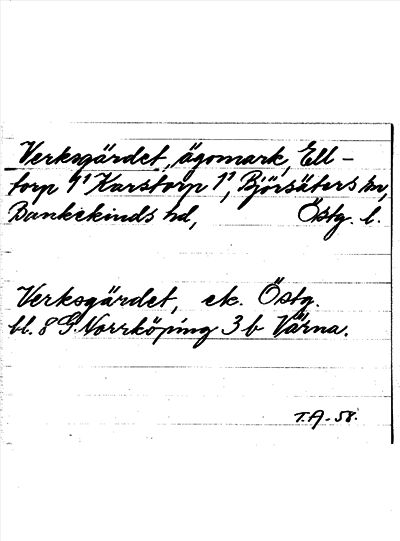 Verksgärdet, ägomark, Ell-
torp 1¹ Karstorp 1¹, Björsäters sn,
Bankekinds hd, Östg. l.
Verksgärdet, ek. Östg.
bl. 8 G Norrköping 3 b Värna.
T.A.-58.